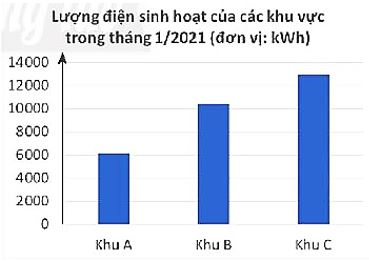 Lượng điện sinh hoạt của các khu vực
trong tháng 1/2021 (đơn vị: kWh)
14000
12000
10000
8000
6000
4000
2000
0
Khu A Khu B Khu C